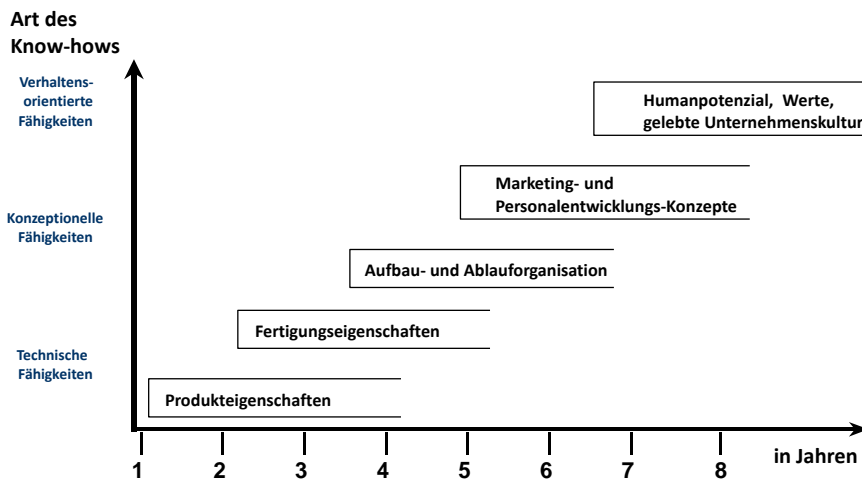 Art des
Know-hows
Verhaltens-
orientierte
Fähigkeiten
Humanpotenzial, Werte,
gelebte Unternehmenskultur
Marketing- und
Personalentwicklungs-Konzepte
Konzeptionelle
Fähigkeiten
Aufbau- und Ablauforganisation
Fertigungseigenschaften
Technische
Fähigkeiten
Produkteigenschaften
1 2 3 4 5 6 7 8 in Jahren